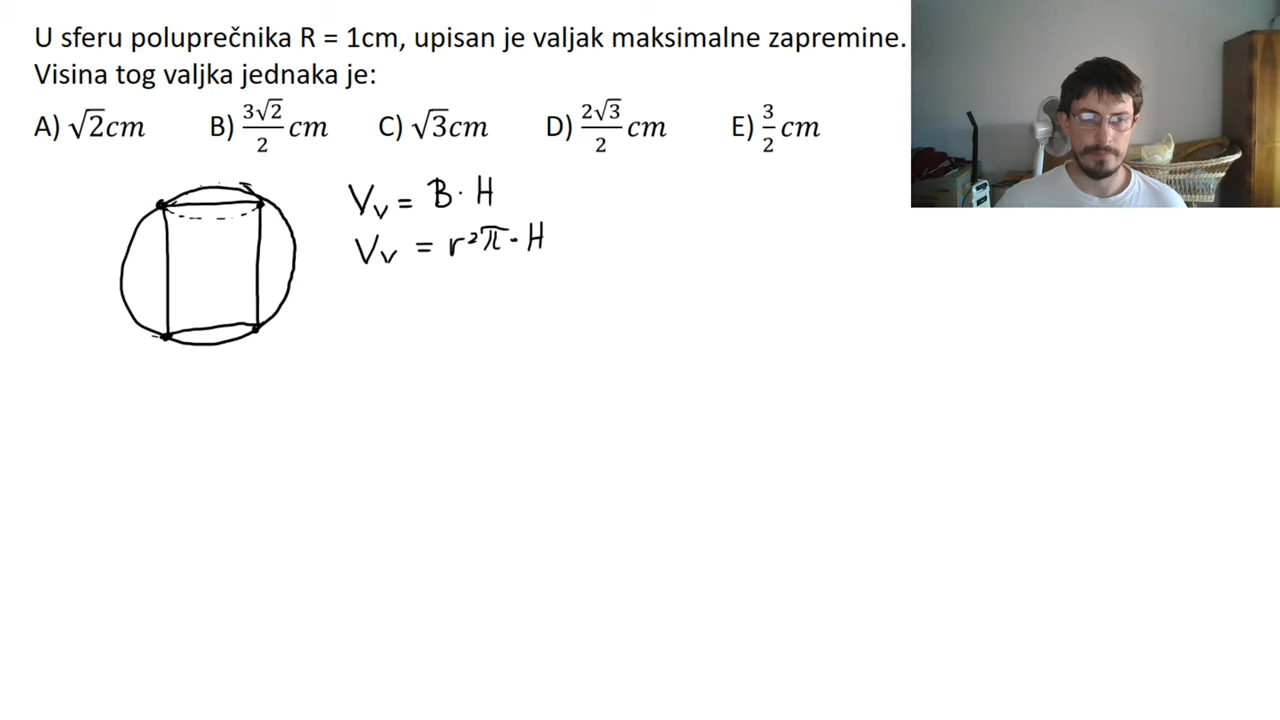 U sferu poluprečnika R = 1cm, upisan je valjak maksimalne zapremine.
Visina tog valjka jednaka je:
A) √2cm B) 3√2/2 cm C) √3cm D) 2√3/2 cm E) 3/2 cm
V_v = B · H
V_v = r²π · H